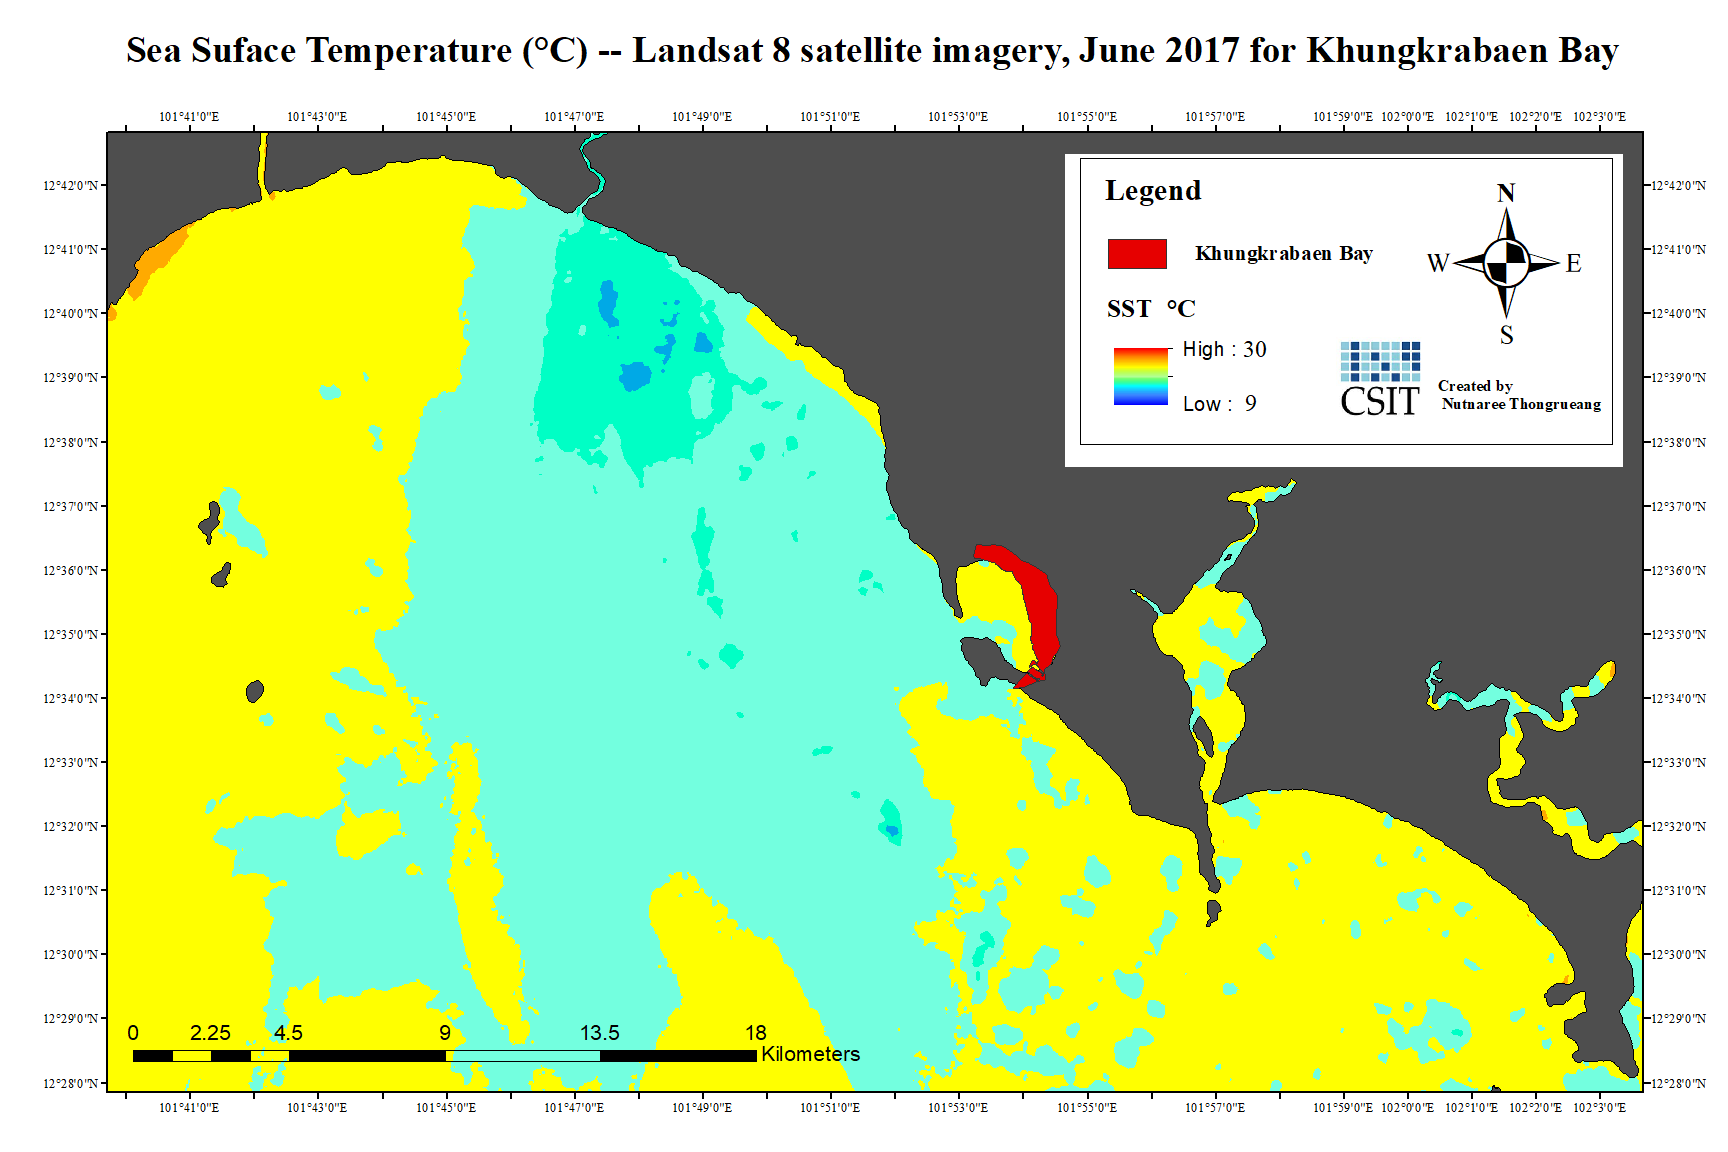 Sea Suface Temperature (°C) -- Landsat 8 satellite imagery, June 2017 for Khungkrabaen Bay
101°41'0"E 101°43'0"E 101°45'0"E 101°47'0"E 101°49'0"E 101°51'0"E 101°53'0"E 101°55'0"E 101°57'0"E 101°59'0"E 102°0'0"E 102°1'0"E 102°2'0"E 102°3'0"E
12°42'0"N 12°42'0"N
12°41'0"N 12°41'0"N
12°40'0"N 12°40'0"N
12°39'0"N 12°39'0"N
12°38'0"N 12°38'0"N
12°37'0"N 12°37'0"N
12°36'0"N 12°36'0"N
12°35'0"N 12°35'0"N
12°34'0"N 12°34'0"N
12°33'0"N 12°33'0"N
12°32'0"N 12°32'0"N
12°31'0"N 12°31'0"N
12°30'0"N 12°30'0"N
12°29'0"N 12°29'0"N
12°28'0"N 12°28'0"N
Legend
Khungkrabaen Bay
SST °C
High : 30
Low : 9
N
W E
S
CSIT
Created by
Nutnaree Thongrueang
0 2.25 4.5 9 13.5 18
Kilometers
101°41'0"E 101°43'0"E 101°45'0"E 101°47'0"E 101°49'0"E 101°51'0"E 101°53'0"E 101°55'0"E 101°57'0"E 101°59'0"E 102°0'0"E 102°1'0"E 102°2'0"E 102°3'0"E